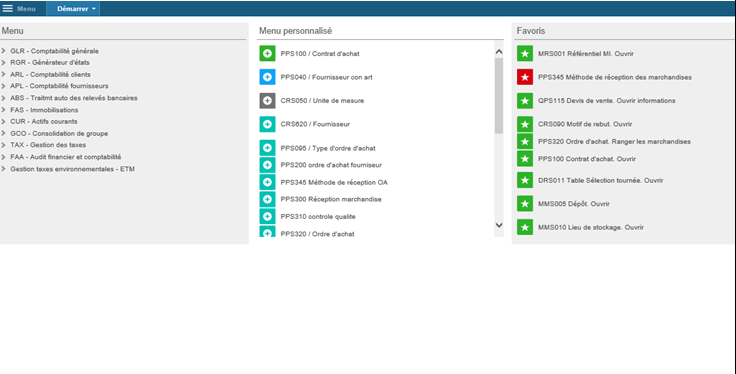 Menu
Démarrer
Menu
GLR - Comptabilité générale
RGR - Générateur d'états
ARL - Comptabilité clients
APL - Comptabilité fournisseurs
ABS - Traitmt auto des relevés bancaires
FAS - Immobilisations
CUR - Actifs courants
GCO - Consolidation de groupe
TAX - Gestion des taxes
FAA - Audit financier et comptabilité
Gestion taxes environnementales - ETM
Menu personnalisé
PPS100 / Contrat d'achat
PPS040 / Fournisseur con art
CRS050 / Unite de mesure
CRS620 / Fournisseur
PPS095 / Type d'ordre d'achat
PPS200 ordre d'achat fourniseur
PPS345 Méthode de réception OA
PPS300 Réception marchandise
PPS310 controle qualite
PPS320 / Ordre d'achat
Favoris
MRS001 Référentiel MI. Ouvrir
PPS345 Méthode de réception des marchandises
QPS115 Devis de vente. Ouvrir informations
CRS090 Motif de rebut. Ouvrir
PPS320 Ordre d'achat. Ranger les marchandises
PPS100 Contrat d'achat. Ouvrir
DRS011 Table Sélection tournée. Ouvrir
MMS005 Dépôt. Ouvrir
MMS010 Lieu de stockage. Ouvrir